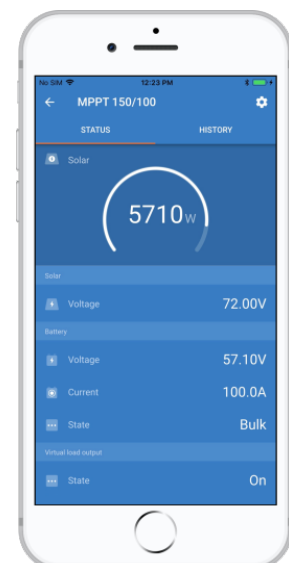 No SIM 12:23 PM
MPPT 150/100
STATUS HISTORY
Solar
5710W
Solar
Voltage 72.00V
Battery
Voltage 57.10V
Current 100.0A
State Bulk
Virtual load output
State On